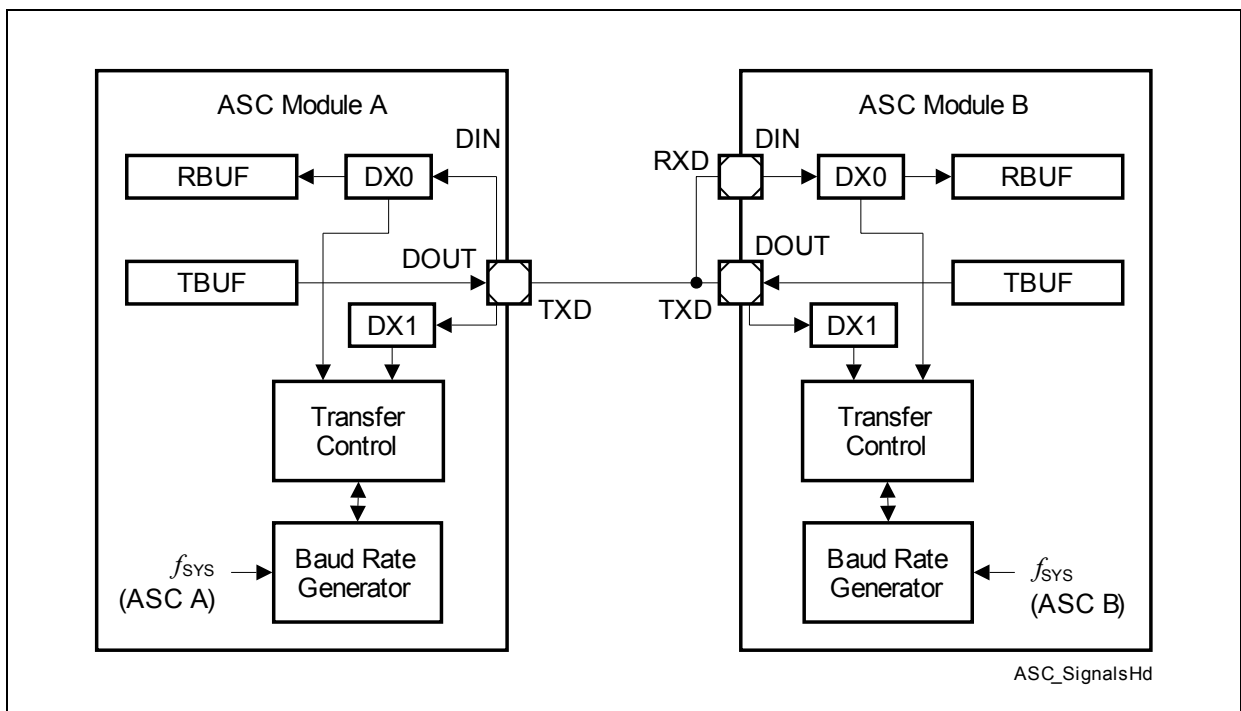 ASC Module A
DIN
RBUF
DX0
DOUT
TBUF
TXD
DX1
Transfer
Control
Baud Rate
Generator
fSYS
(ASC A)
ASC Module B
RXD
DIN
DX0
RBUF
DOUT
TXD
TBUF
DX1
Transfer
Control
Baud Rate
Generator
fSYS
(ASC B)
ASC_SignalsHd